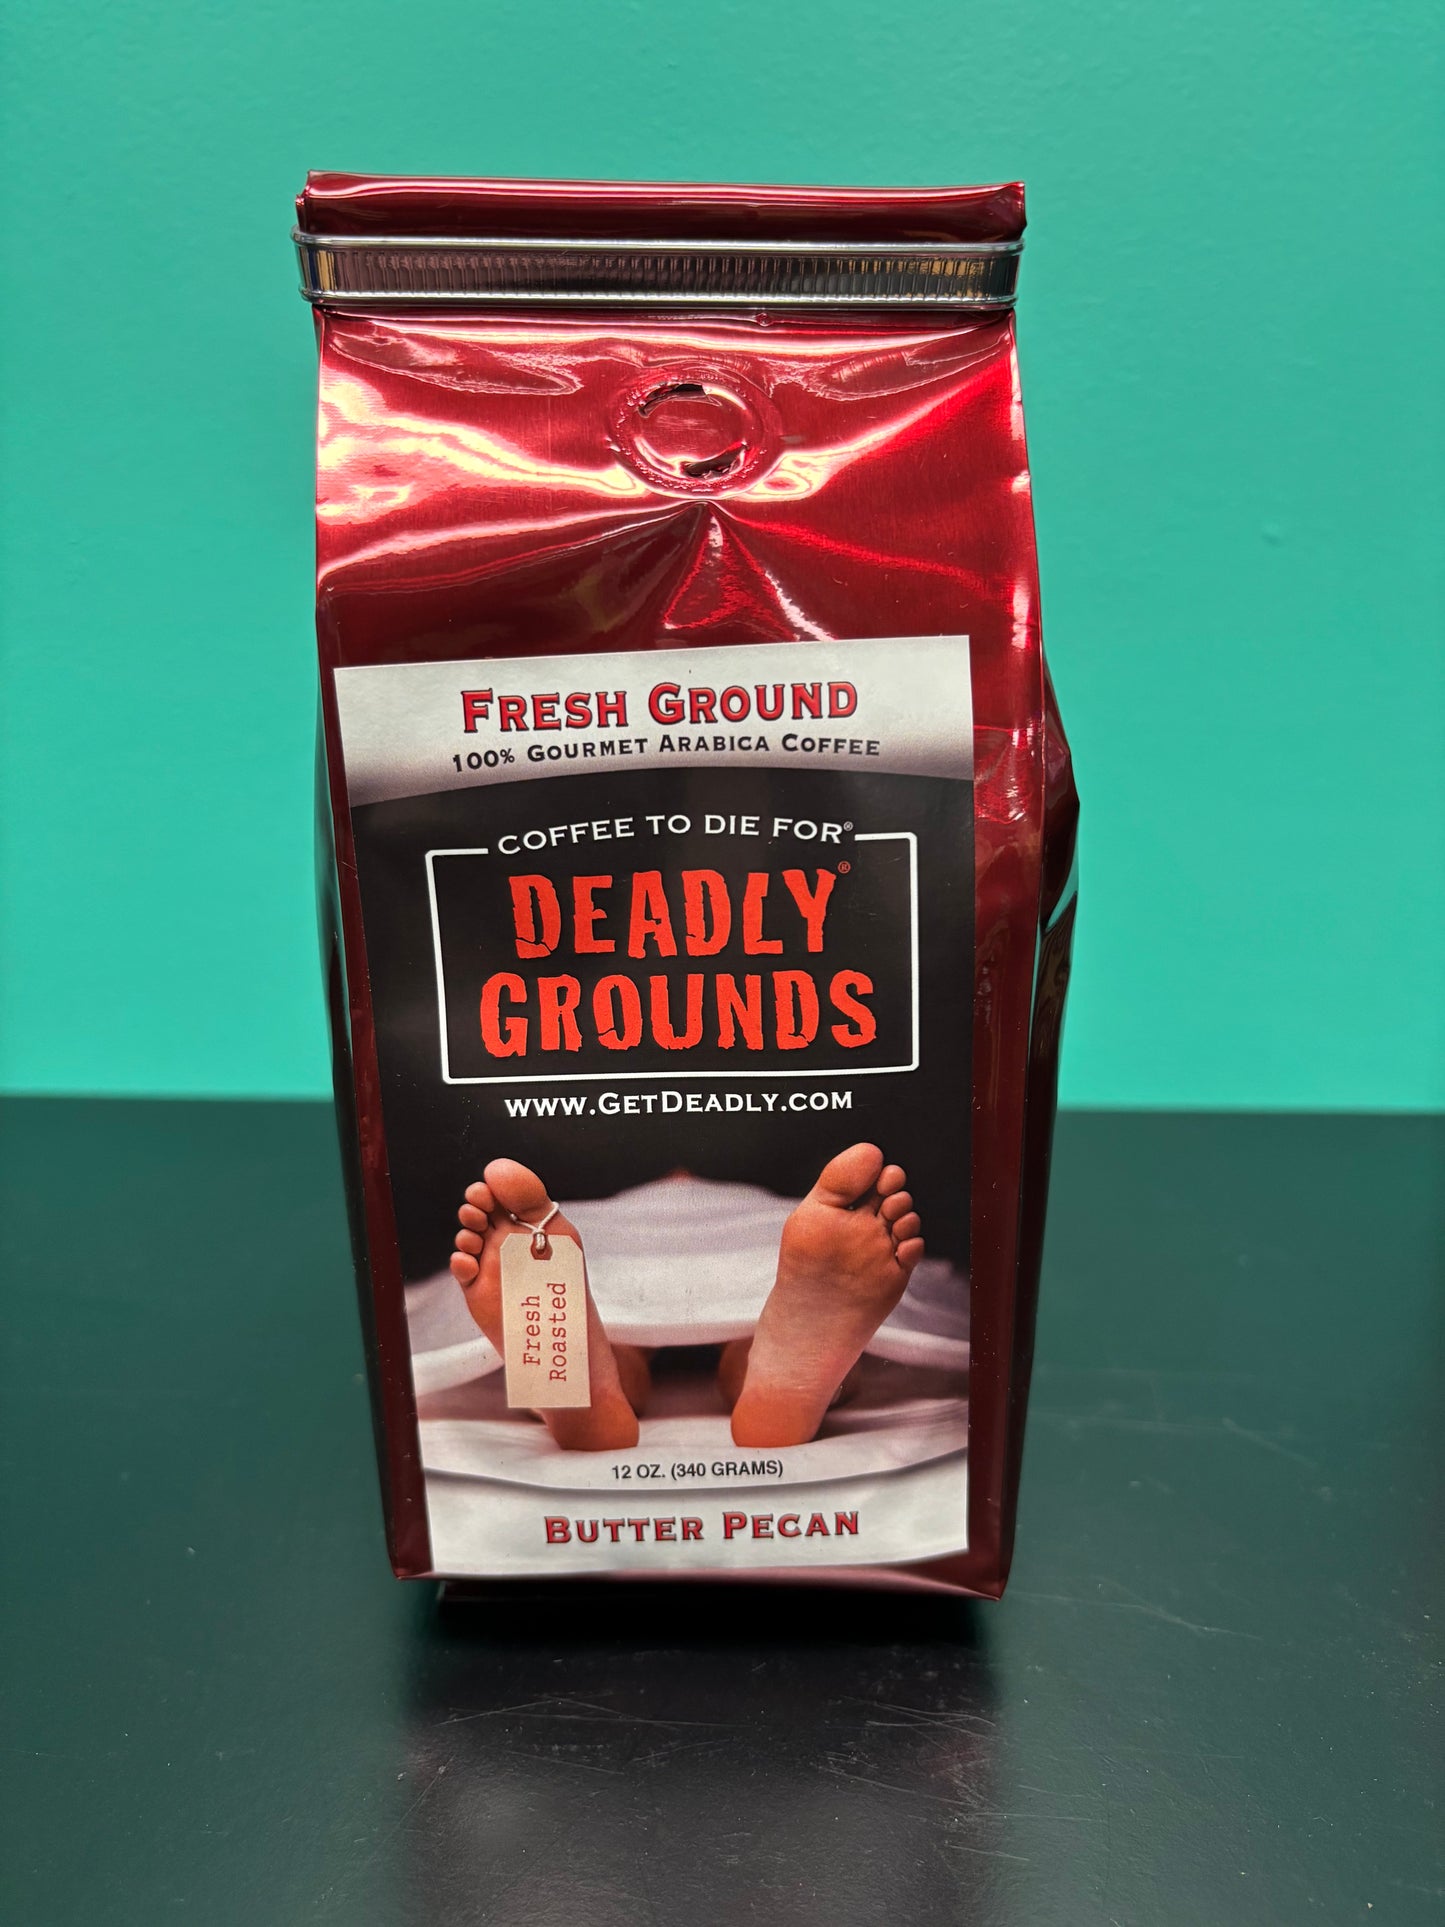 FRESH GROUND
100% GOURMET ARABICA COFFEE
COFFEE TO DIE FOR®
DEADLY®
GROUNDS
WWW.GETDEADLY.COM
Fresh
Roasted
12 OZ. (340 GRAMS)
BUTTER PECAN